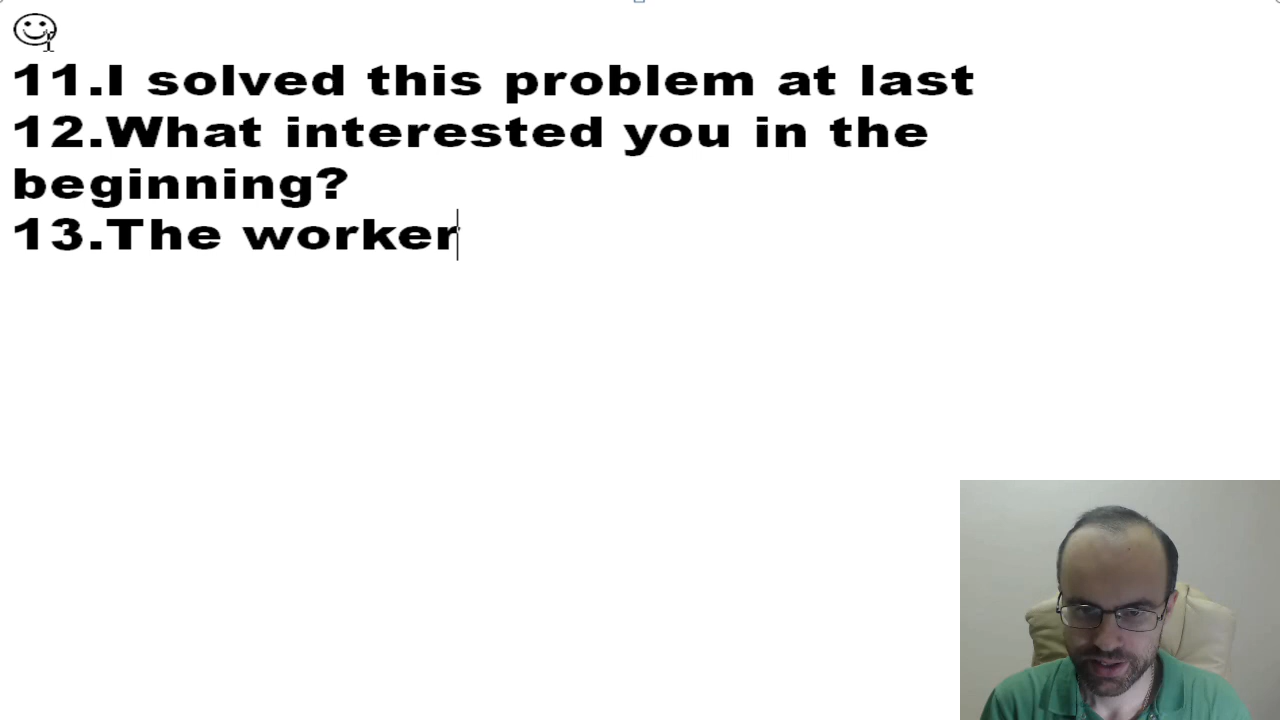 11.I solved this problem at last
12.What interested you in the
beginning?
13.The worker